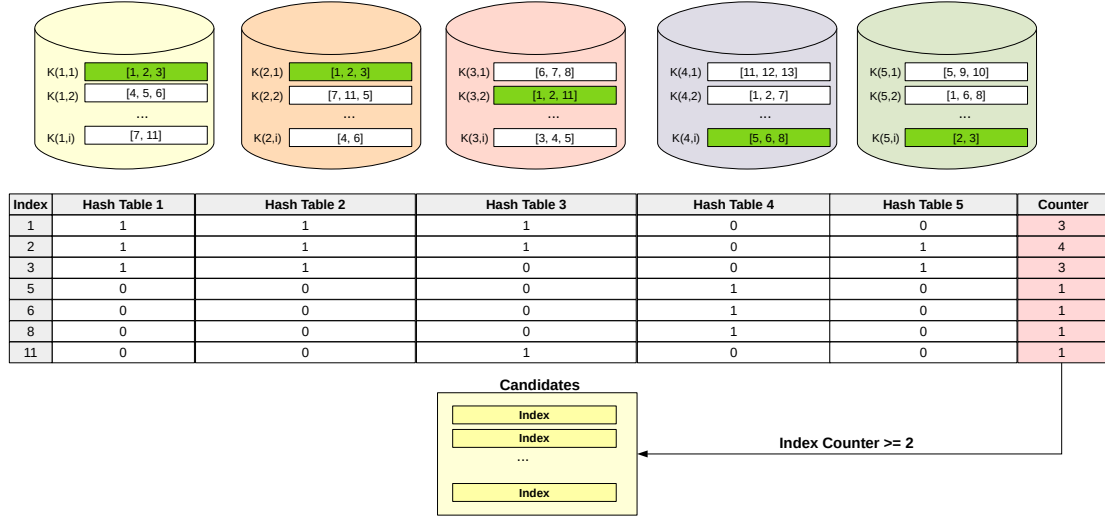 K(1,1) [1, 2, 3] K(2,1) [1, 2, 3] K(3,1) [6, 7, 8] K(4,1) [11, 12, 13] K(5,1) [5, 9, 10]
K(1,2) [4, 5, 6] K(2,2) [7, 11, 5] K(3,2) [1, 2, 11] K(4,2) [1, 2, 7] K(5,2) [1, 6, 8]
... ... ... ... ...
K(1,i) [7, 11] K(2,i) [4, 6] K(3,i) [3, 4, 5] K(4,i) [5, 6, 8] K(5,i) [2, 3]
Index Hash Table 1 Hash Table 2 Hash Table 3 Hash Table 4 Hash Table 5 Counter
1 1 1 1 0 0 3
2 1 1 1 0 1 4
3 1 1 0 0 1 3
5 0 0 0 1 0 1
6 0 0 0 1 0 1
8 0 0 0 1 0 1
11 0 0 1 0 0 1
Candidates
Index
Index
...
Index
Index Counter >= 2